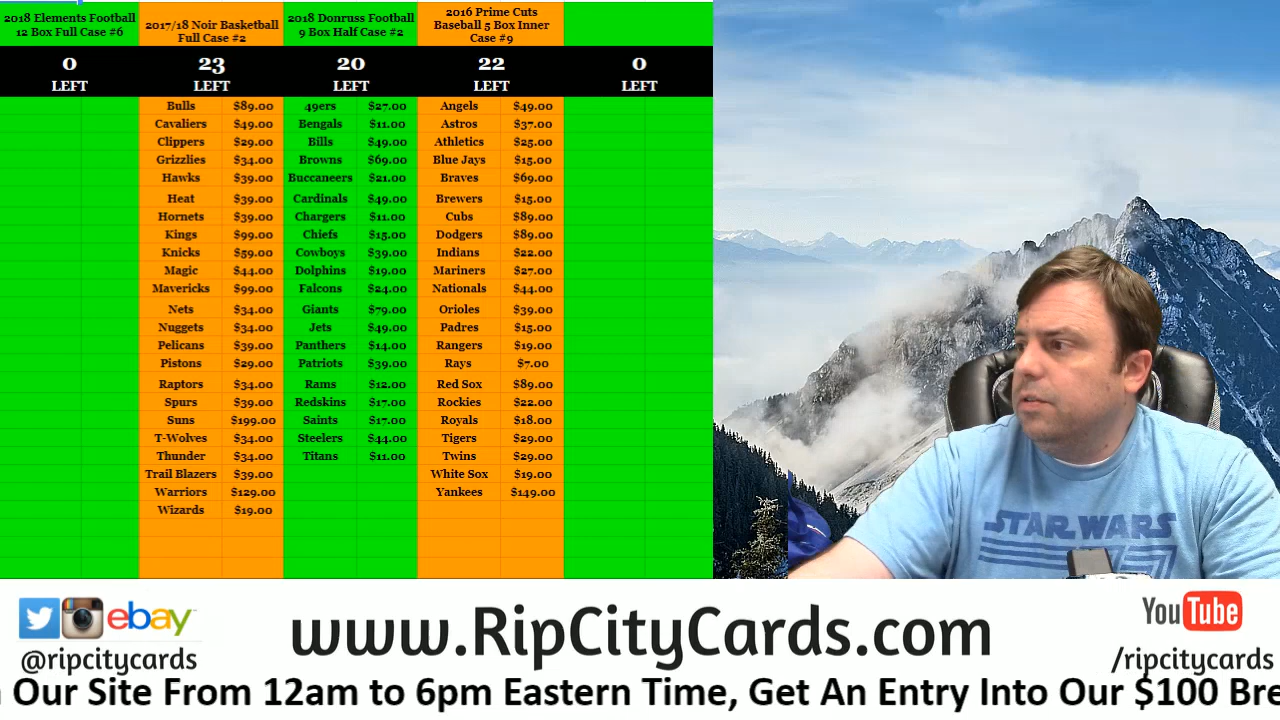 2018 Elements Football
12 Box Full Case #6
2017/18 Noir Basketball
Full Case #2
2018 Donruss Football
9 Box Half Case #2
2016 Prime Cuts
Baseball 5 Box Inner
Case #9
0 23 20 22 0
LEFT LEFT LEFT LEFT LEFT
Bulls $89.00 49ers $27.00 Angels $49.00
Cavaliers $49.00 Bengals $11.00 Astros $37.00
Clippers $29.00 Bills $49.00 Athletics $25.00
Grizzlies $34.00 Browns $69.00 Blue Jays $15.00
Hawks $39.00 Buccaneers $21.00 Braves $69.00
Heat $39.00 Cardinals $49.00 Brewers $15.00
Hornets $39.00 Chargers $11.00 Cubs $89.00
Kings $99.00 Chiefs $15.00 Dodgers $89.00
Knicks $59.00 Cowboys $39.00 Indians $22.00
Magic $44.00 Dolphins $19.00 Mariners $27.00
Mavericks $99.00 Falcons $24.00 Nationals $44.00
Nets $34.00 Giants $79.00 Orioles $39.00
Nuggets $34.00 Jets $49.00 Padres $15.00
Pelicans $39.00 Panthers $14.00 Rangers $19.00
Pistons $29.00 Patriots $39.00 Rays $7.00
Raptors $34.00 Rams $12.00 Red Sox $89.00
Spurs $39.00 Redskins $17.00 Rockies $22.00
Suns $199.00 Saints $17.00 Royals $18.00
T-Wolves $34.00 Steelers $44.00 Tigers $29.00
Thunder $34.00 Titans $11.00 Twins $29.00
Trail Blazers $39.00 White Sox $19.00
Warriors $129.00 Yankees $149.00
Wizards $19.00
STAR WARS
ebay
@ripcitycards
www.RipCityCards.com
YouTube
/ripcitycards
Our Site From 12am to 6pm Eastern Time, Get An Entry Into Our $100 Bre